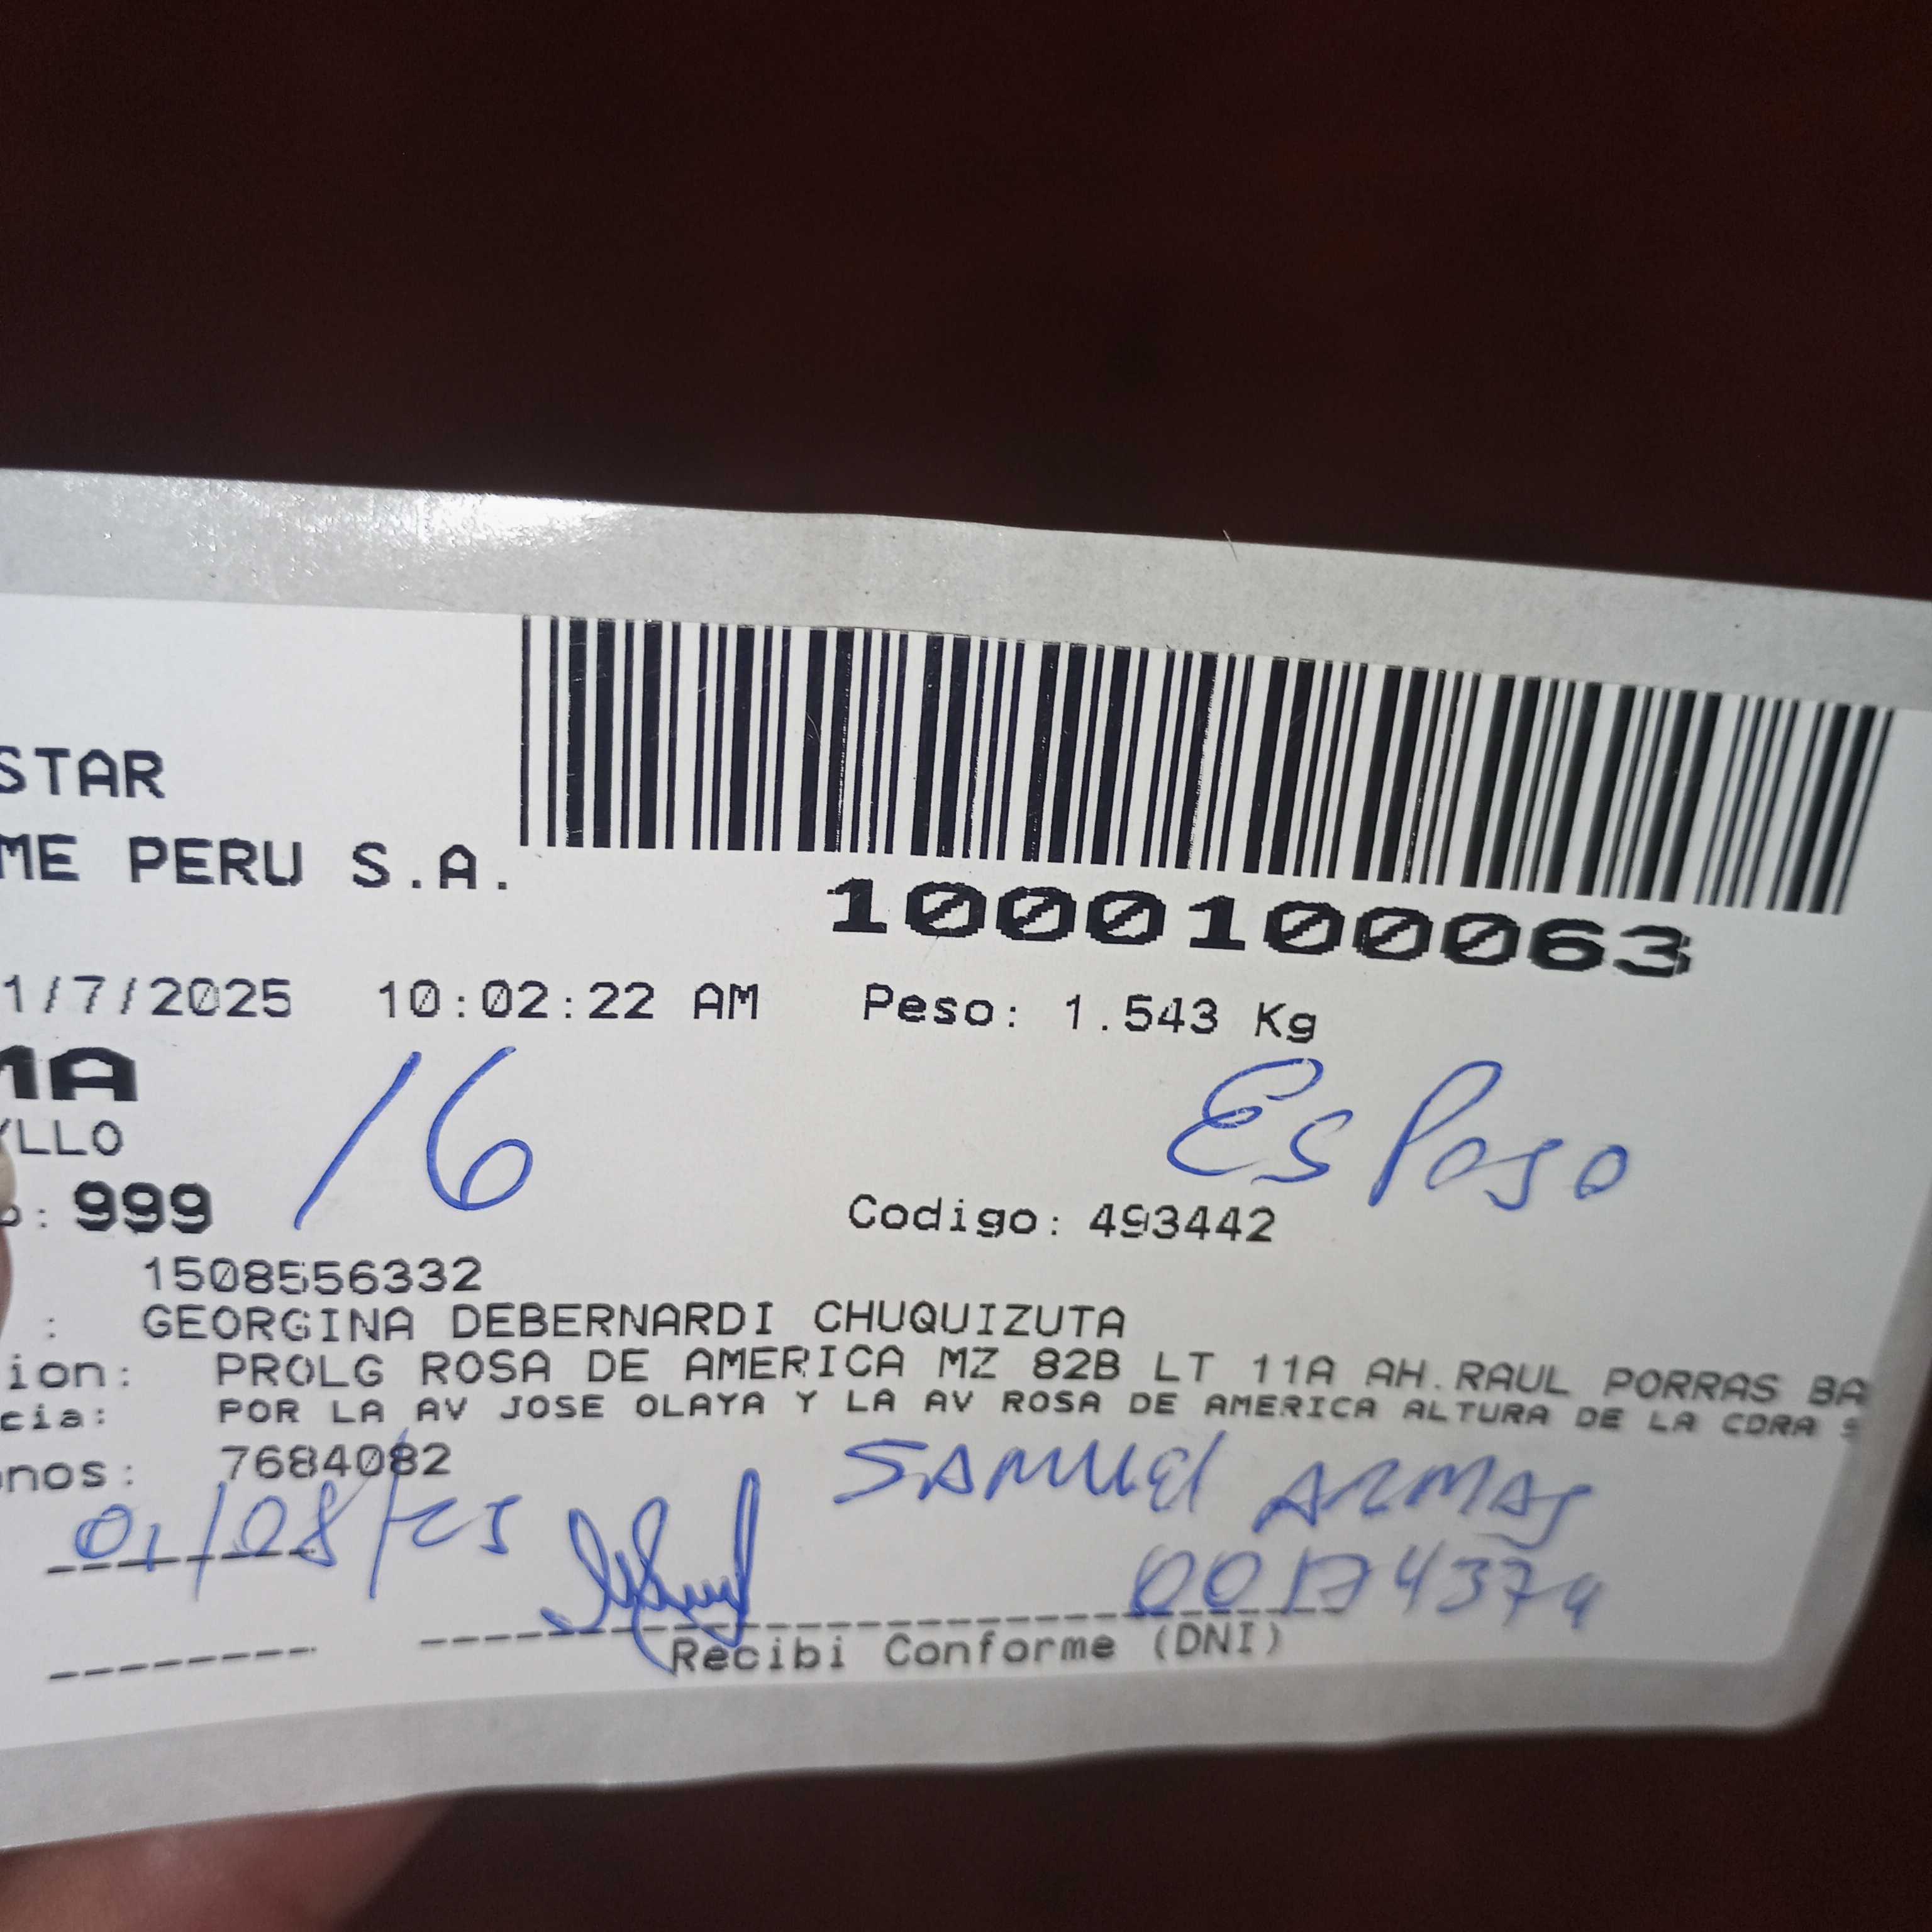 STAR
ME PERU S.A.
1000100063
1/7/2025 10:02:22 AM Peso: 1.543 Kg
MA
YLLO
16 Esposo
: 999 Codigo: 493442
1508556332
: GEORGINA DEBERNARDI CHUQUIZUTA
ion: PROLG ROSA DE AMERICA MZ 82B LT 11A AH.RAUL PORRAS BA
cia: POR LA AV JOSE OLAYA Y LA AV ROSA DE AMERICA ALTURA DE LA CDRA
nos: 7684082
SAMUEL ARMAS
01/08/25
Recibi Conforme (DNI)